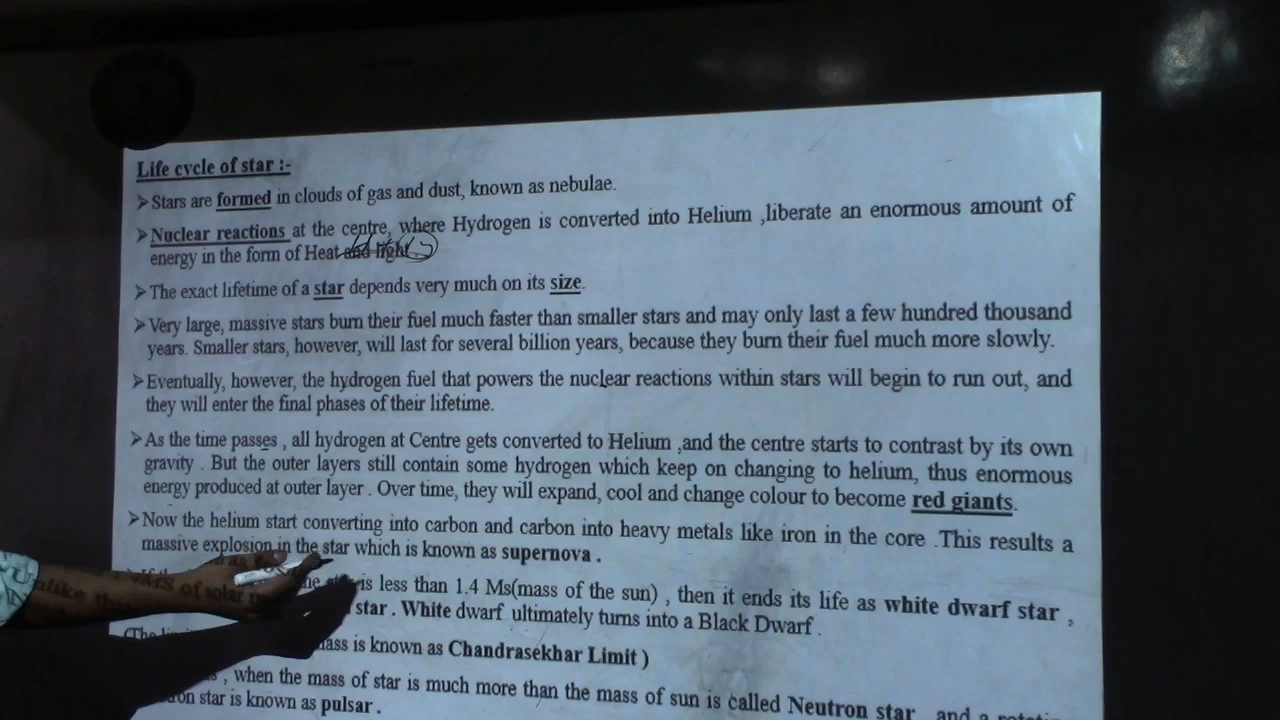 Life cycle of star :-
➢Stars are formed in clouds of gas and dust, known as nebulae.
➢Nuclear reactions at the centre, where Hydrogen is converted into Helium ,liberate an enormous amount of
energy in the form of Heat and light
➢The exact lifetime of a star depends very much on its size.
➢Very large, massive stars burn their fuel much faster than smaller stars and may only last a few hundred thousand
years. Smaller stars, however, will last for several billion years, because they burn their fuel much more slowly.
➢Eventually, however, the hydrogen fuel that powers the nuclear reactions within stars will begin to run out, and
they will enter the final phases of their lifetime.
➢As the time passes , all hydrogen at Centre gets converted to Helium ,and the centre starts to contrast by its own
gravity . But the outer layers still contain some hydrogen which keep on changing to helium, thus enormous
energy produced at outer layer . Over time, they will expand, cool and change colour to become red giants.
➢Now the helium start converting into carbon and carbon into heavy metals like iron in the core .This results a
massive explosion in the star which is known as supernova .
is less than 1.4 Ms(mass of the sun) , then it ends its life as white dwarf star ,
star . White dwarf ultimately turns into a Black Dwarf .
mass is known as Chandrasekhar Limit )
, when the mass of star is much more than the mass of sun is called Neutron star and a
star is known as pulsar .